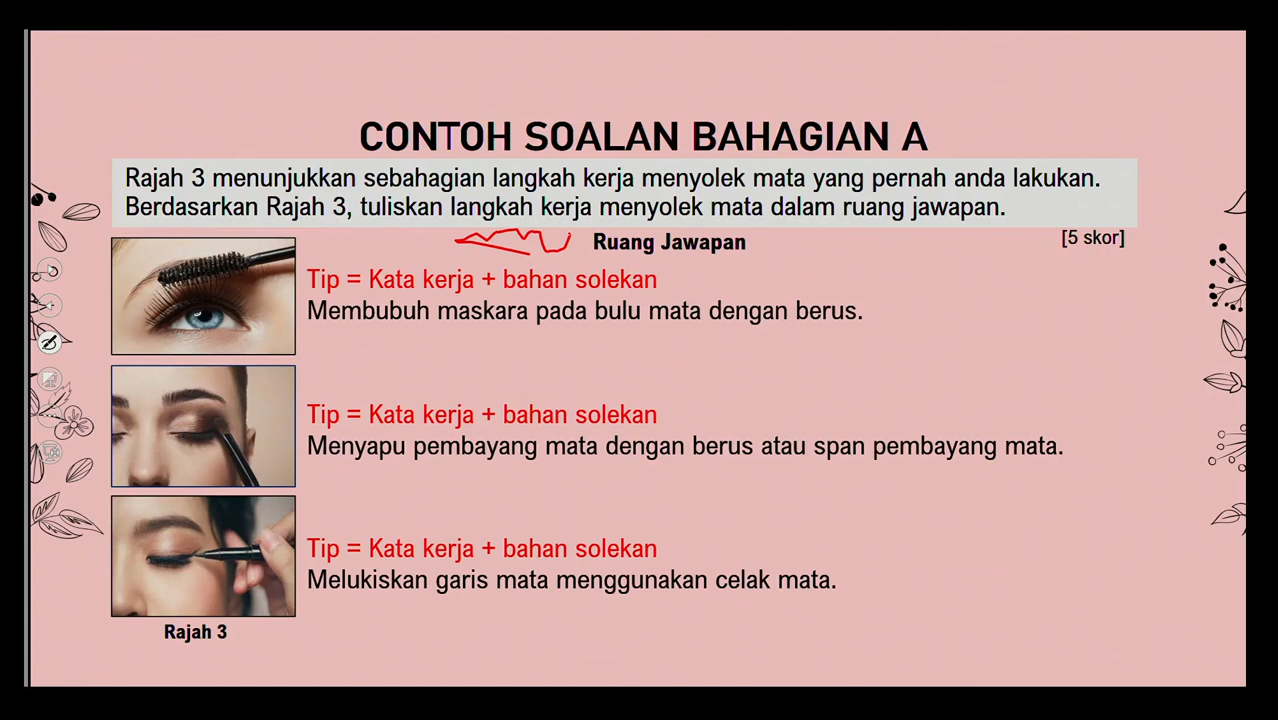 CONTOH SOALAN BAHAGIAN A
Rajah 3 menunjukkan sebahagian langkah kerja menyolek mata yang pernah anda lakukan.
Berdasarkan Rajah 3, tuliskan langkah kerja menyolek mata dalam ruang jawapan.
Ruang Jawapan
[5 skor]
Tip = Kata kerja + bahan solekan
Membubuh maskara pada bulu mata dengan berus.
Tip = Kata kerja + bahan solekan
Menyapu pembayang mata dengan berus atau span pembayang mata.
Tip = Kata kerja + bahan solekan
Melukiskan garis mata menggunakan celak mata.
Rajah 3